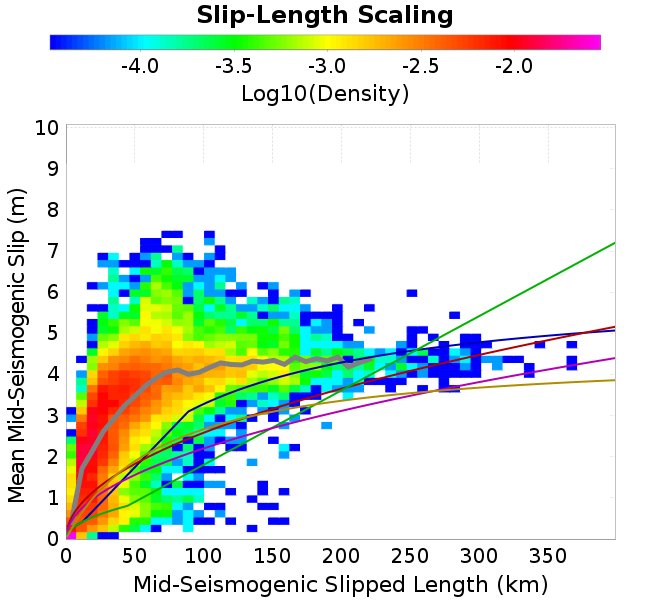 Slip-Length Scaling
-4.0 -3.5 -3.0 -2.5 -2.0
Log10(Density)
10
9
8
7
6
5
4
3
2
1
0
Mean Mid-Seismogenic Slip (m)
0 50 100 150 200 250 300 350
Mid-Seismogenic Slipped Length (km)